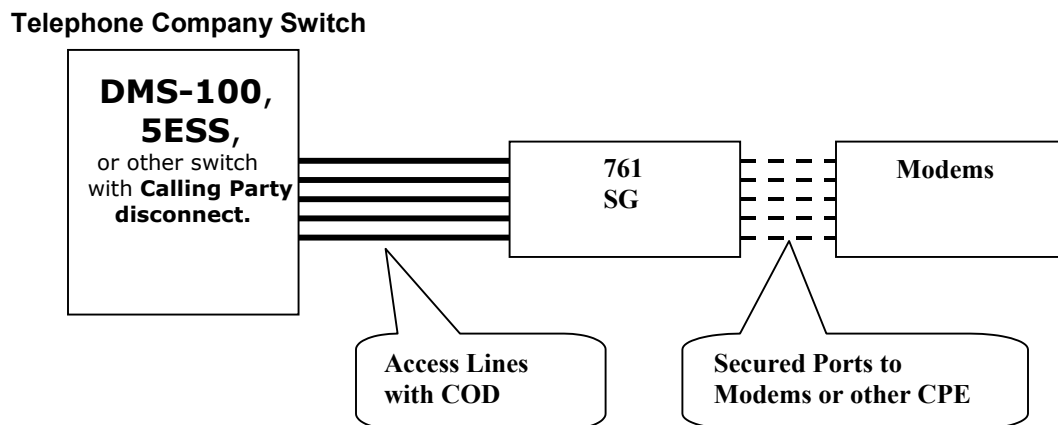 Telephone Company Switch
DMS-100,
5ESS,
or other switch
with Calling Party
disconnect.
761
SG
Modems
Access Lines
with COD
Secured Ports to
Modems or other CPE